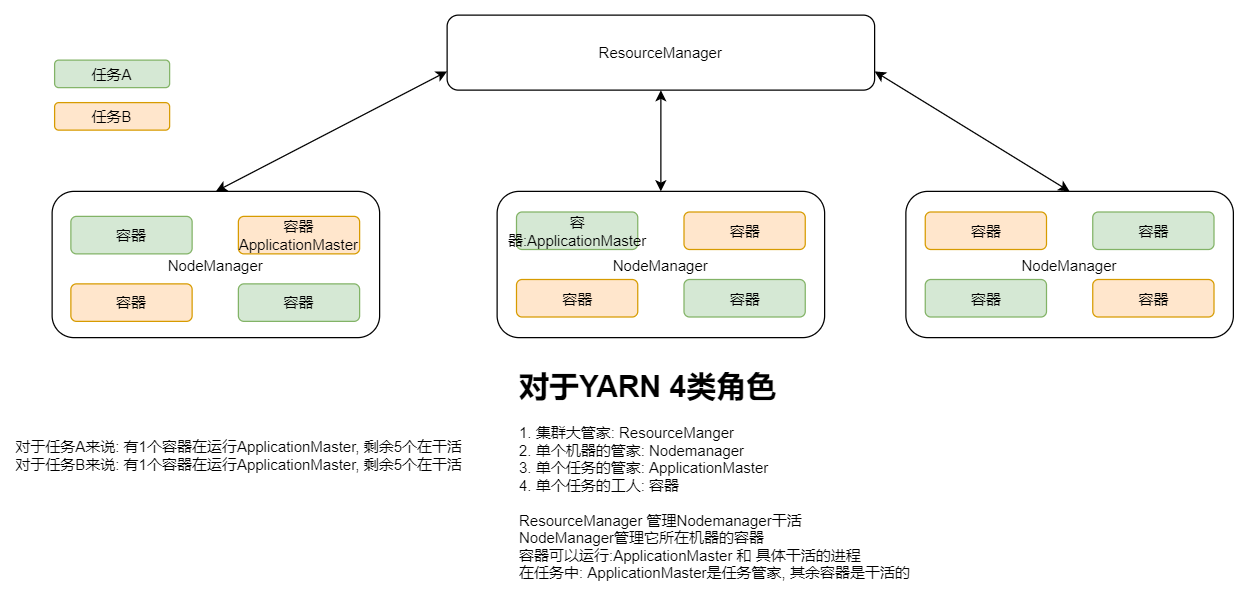 ResourceManager
任务A
任务B
容器
容器
ApplicationMaster
NodeManager
容器
容器
容
器:ApplicationMaster
容器
NodeManager
容器
容器
容器
容器
NodeManager
容器
容器
对于YARN 4类角色
对于任务A来说: 有1个容器在运行ApplicationMaster, 剩余5个在干活
对于任务B来说: 有1个容器在运行ApplicationMaster, 剩余5个在干活
1. 集群大管家: ResourceManger
2. 单个机器的管家: Nodemanager
3. 单个任务的管家: ApplicationMaster
4. 单个任务的工人: 容器
ResourceManager 管理Nodemanager干活
NodeManager管理它所在机器的容器
容器可以运行:ApplicationMaster 和 具体干活的进程
在任务中: ApplicationMaster是任务管家, 其余容器是干活的